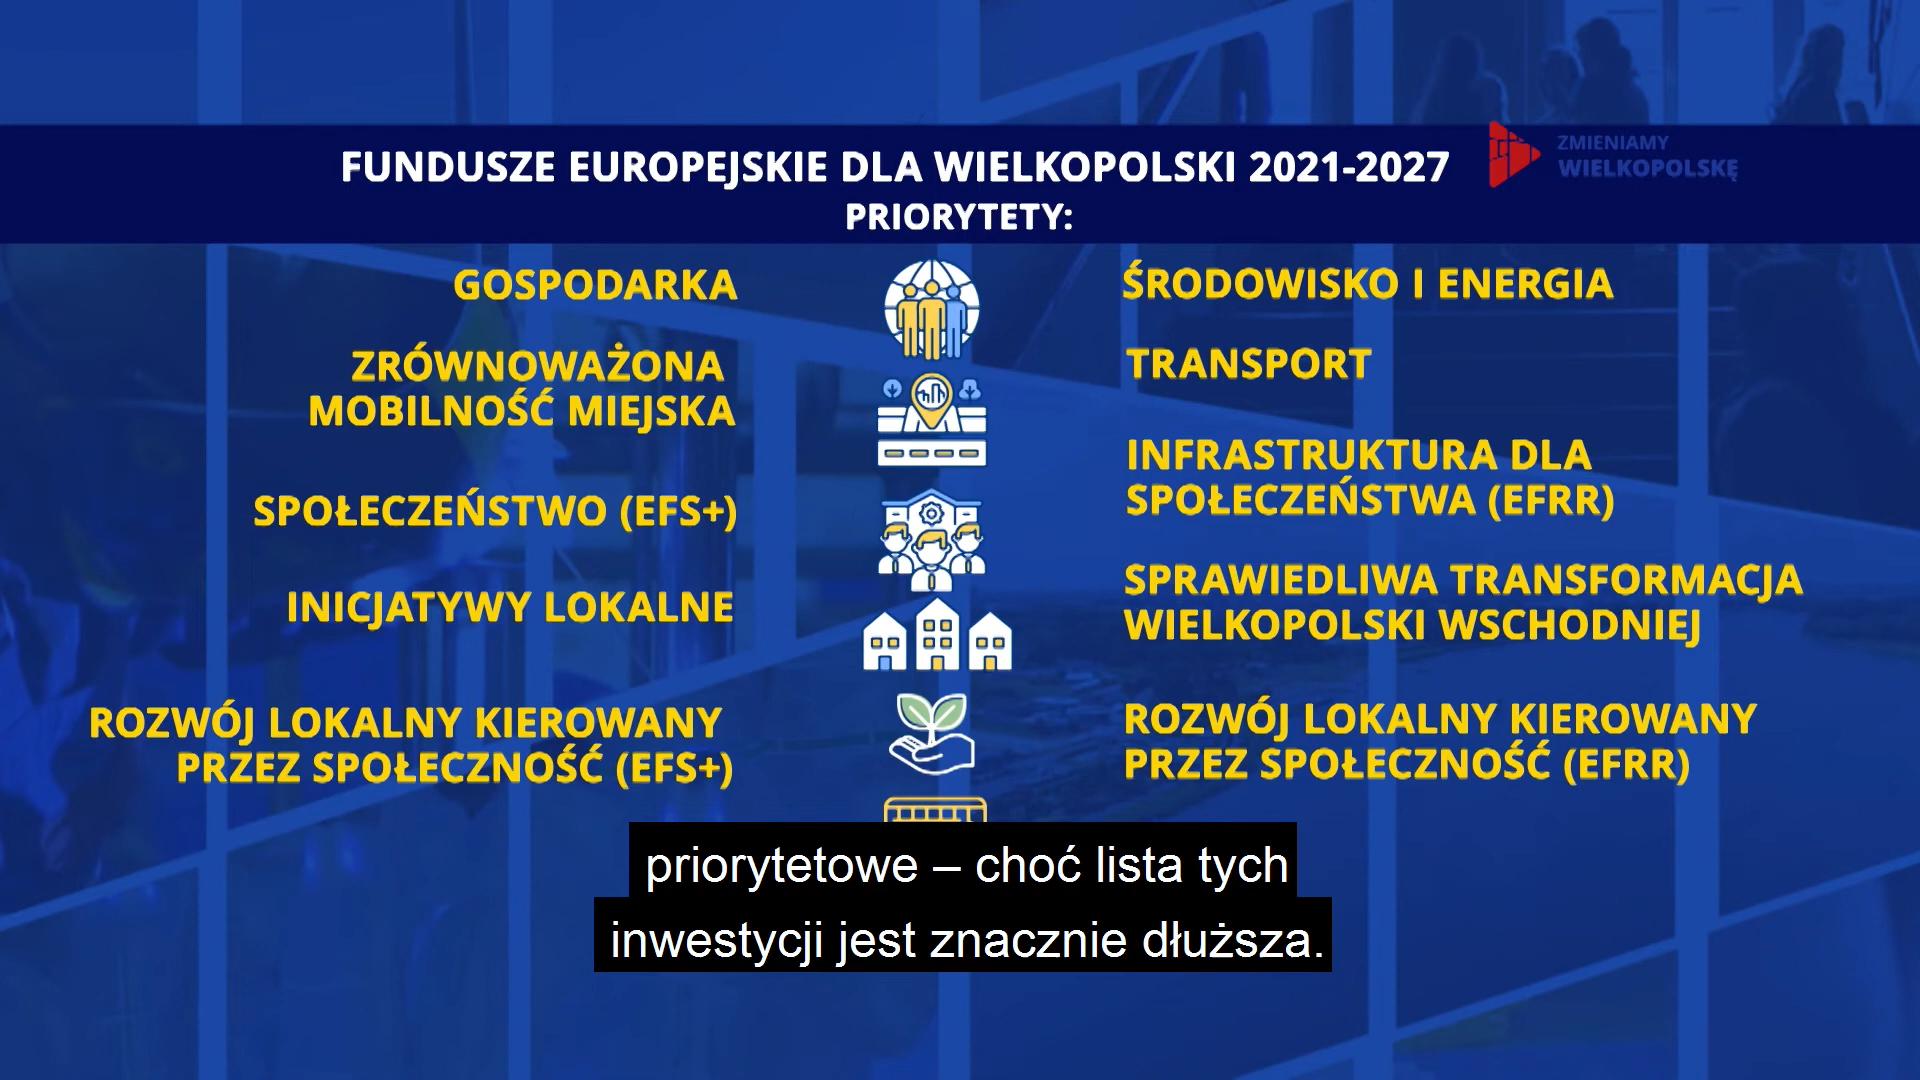 FUNDUSZE EUROPEJSKIE DLA WIELKOPOLSKI 2021-2027
PRIORYTETY:
ZMIENIAMY
WIELKOPOLSKĘ
GOSPODARKA
ZRÓWNOWAŻONA
MOBILNOŚĆ MIEJSKA
SPOŁECZEŃSTWO (EFS+)
INICJATYWY LOKALNE
ROZWÓJ LOKALNY KIEROWANY
PRZEZ SPOŁECZNOŚĆ (EFS+)
ŚRODOWISKO I ENERGIA
TRANSPORT
INFRASTRUKTURA DLA
SPOŁECZEŃSTWA (EFRR)
SPRAWIEDLIWA TRANSFORMACJA
WIELKOPOLSKI WSCHODNIEJ
ROZWÓJ LOKALNY KIEROWANY
PRZEZ SPOŁECZNOŚĆ (EFRR)
priorytetowe – choć lista tych
inwestycji jest znacznie dłuższa.